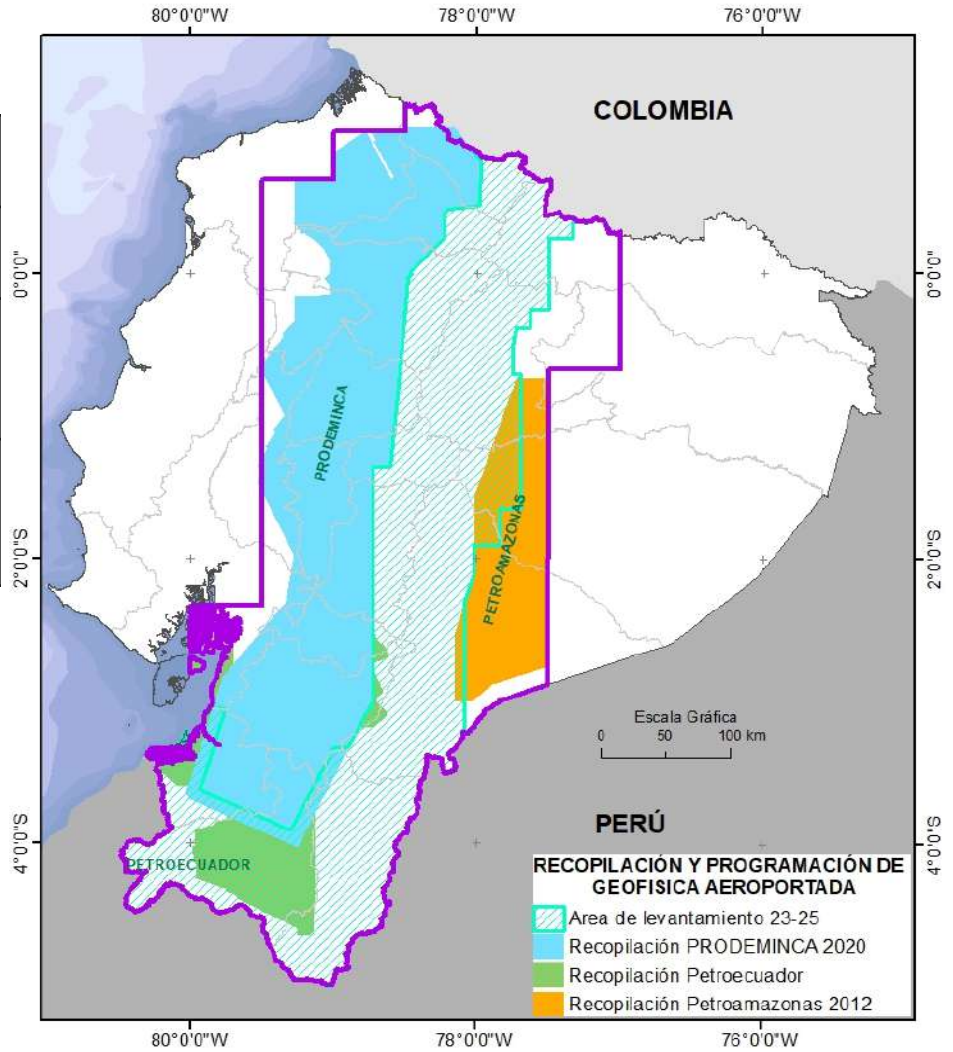 80°0'0"W
78°0'0"W
76°0'0"W
COLOMBIA
0°0'0"
0°0'0"
PRODEMINCA
PETROAMAZONAS
2°0'0"S
2°0'0"S
Escala Gráfica
0 50 100 km
PERÚ
4°0'0"S
4°0'0"S
PETROECUADOR
RECOPILACIÓN Y PROGRAMACIÓN DE
GEOFISICA AEROPORTADA
Area de levantamiento 23-25
Recopilación PRODEMINCA 2020
Recopilación Petroecuador
Recopilación Petroamazonas 2012
80°0'0"W
78°0'0"W
76°0'0"W